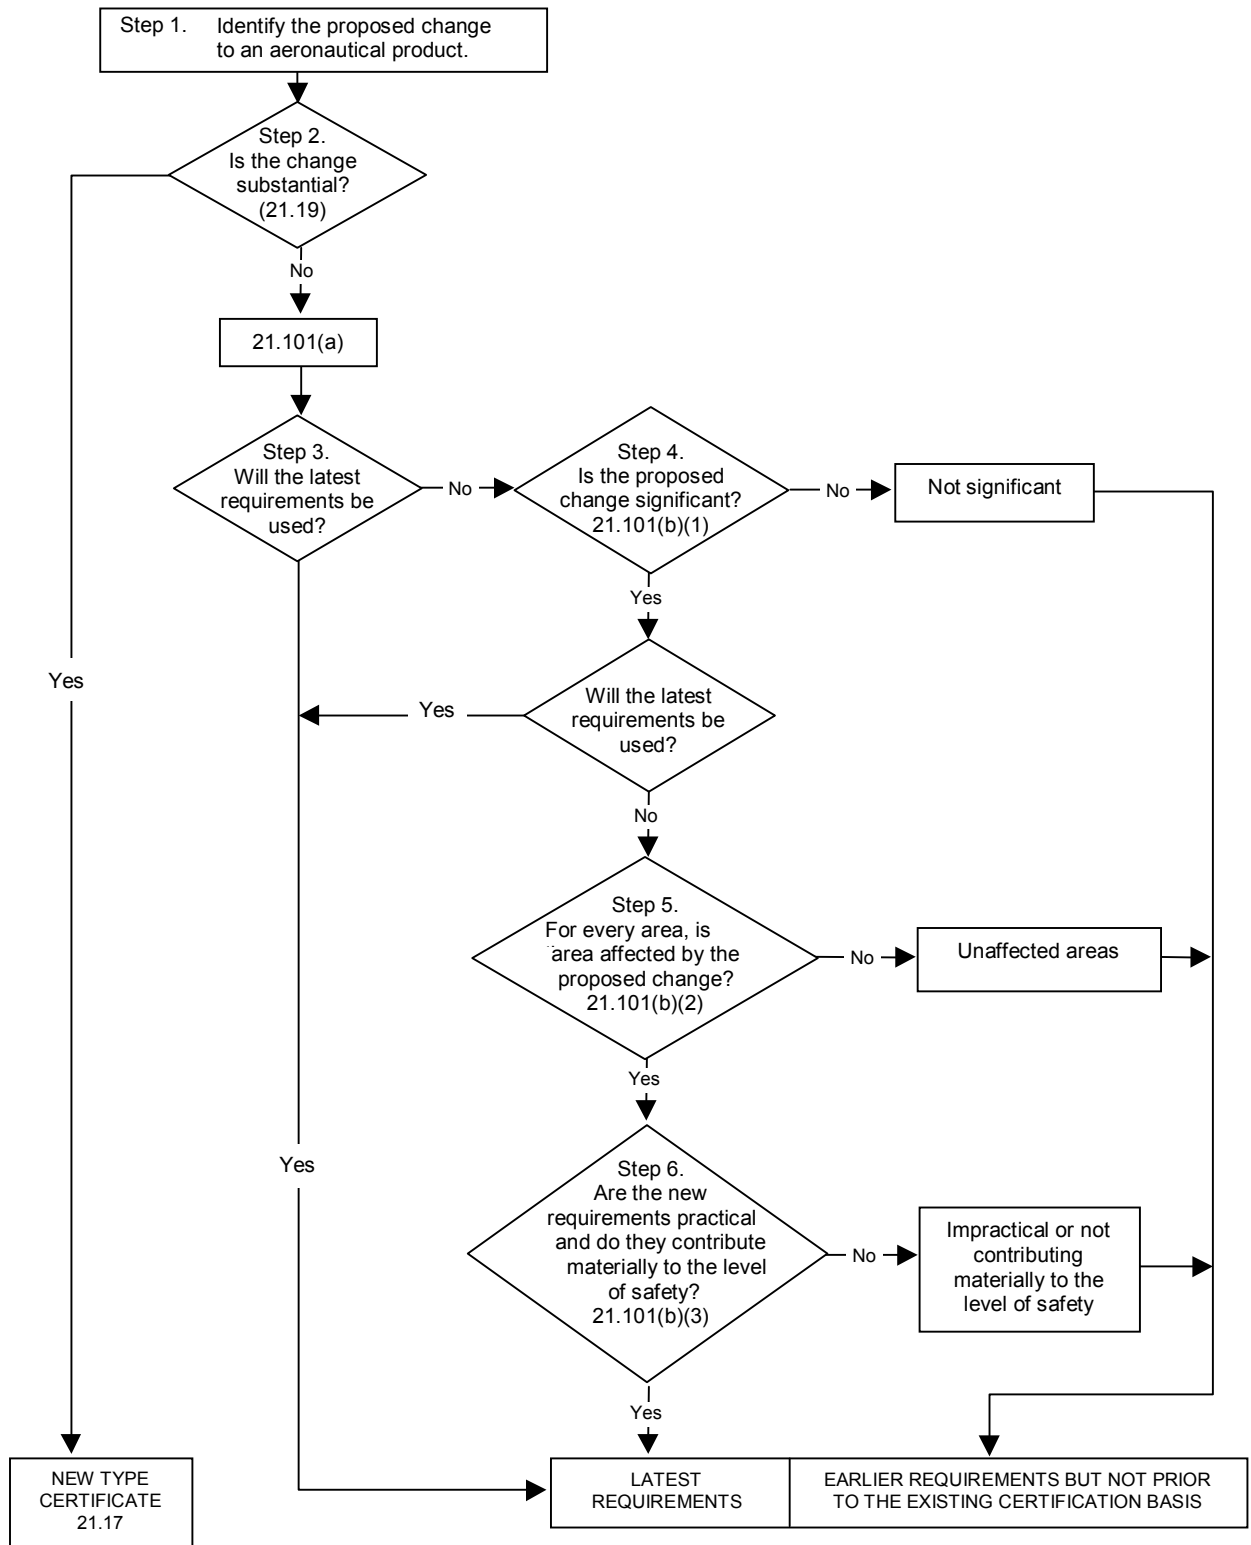 Step 1. Identify the proposed change
to an aeronautical product.
Step 2.
Is the change
substantial?
(21.19)
No
21.101(a)
Step 3.
Will the latest
requirements be
used?
No
Step 4.
Is the proposed
change significant?
21.101(b)(1)
No
Not significant
Yes
Yes
Will the latest
requirements be
used?
Yes
No
Step 5.
For every area, is
area affected by the
proposed change?
21.101(b)(2)
No
Unaffected areas
Yes
Yes
Step 6.
Are the new
requirements practical
and do they contribute
materially to the level
of safety?
21.101(b)(3)
No
Impractical or not
contributing
materially to the
level of safety
Yes
NEW TYPE
CERTIFICATE
21.17
LATEST
REQUIREMENTS
EARLIER REQUIREMENTS BUT NOT PRIOR
TO THE EXISTING CERTIFICATION BASIS